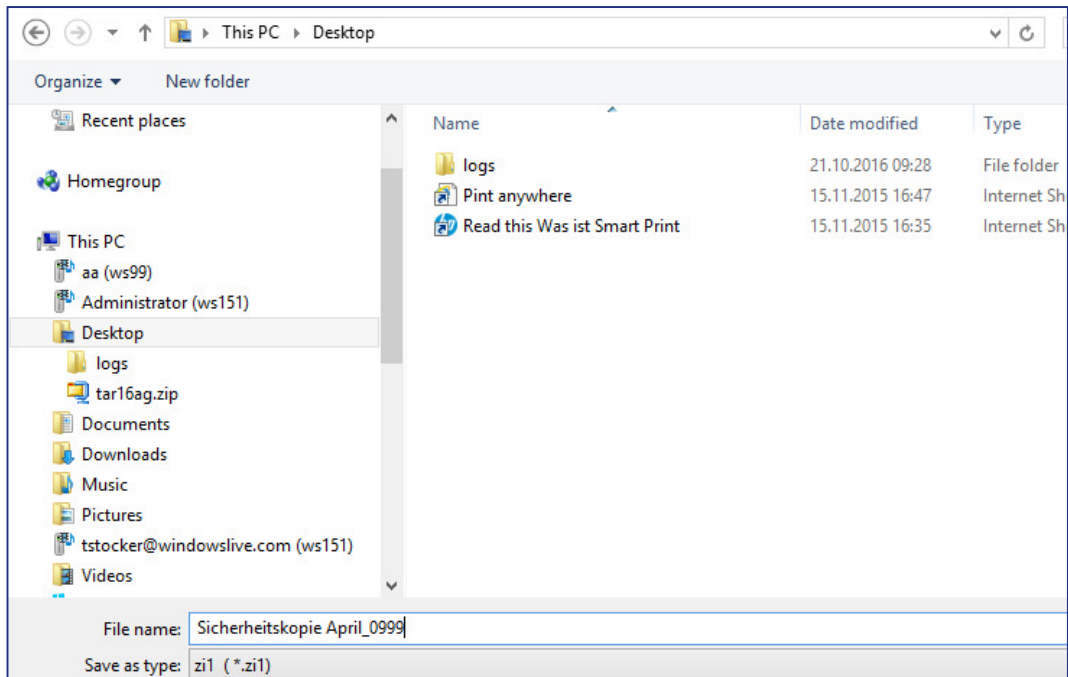 This PC Desktop
Organize New folder
Recent places
Homegroup
This PC
aa (ws99)
Administrator (ws151)
Desktop
logs
tar16ag.zip
Documents
Downloads
Music
Pictures
tstocker@windowslive.com (ws151)
Videos
Name Date modified Type
logs 21.10.2016 09:28 File folder
Pint anywhere 15.11.2015 16:47 Internet Sh
Read this Was ist Smart Print 15.11.2015 16:35 Internet Sh
File name: Sicherheitskopie April_0999
Save as type: zi1 (*.zi1)